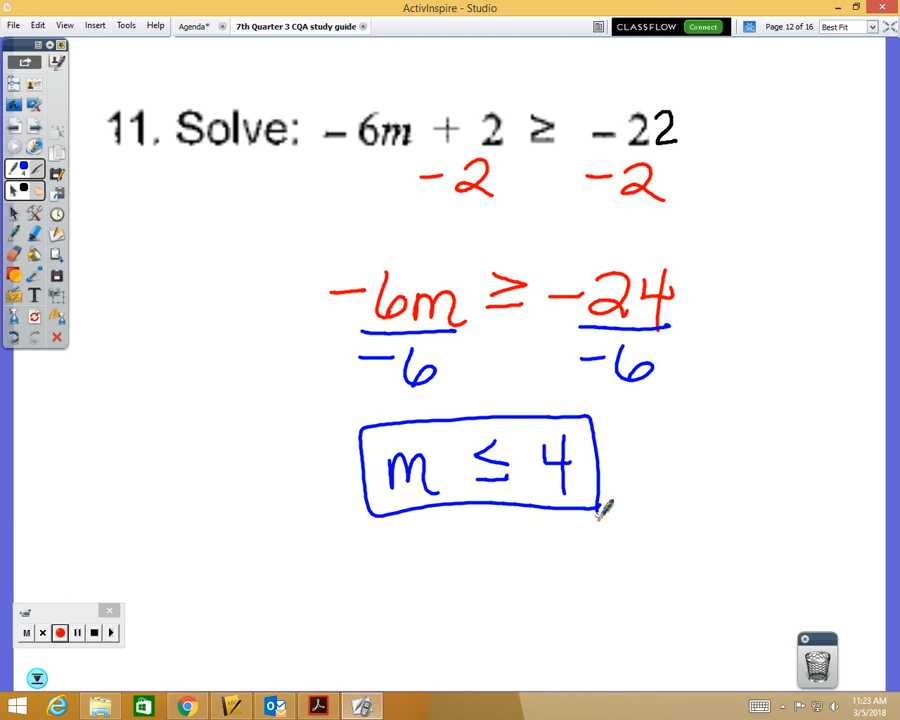 ActivInspire - Studio
File Edit View Insert Tools Help
Agenda* 7th Quarter 3 CQA study guide
CLASSFLOW Connect
Page 12 of 16 Best Fit
4
11. Solve: – 6m + 2 ≥ – 22
-2 -2
-6m ≥ -24
-6 -6
m ≤ 4
M
11:23 AM
3/5/2018